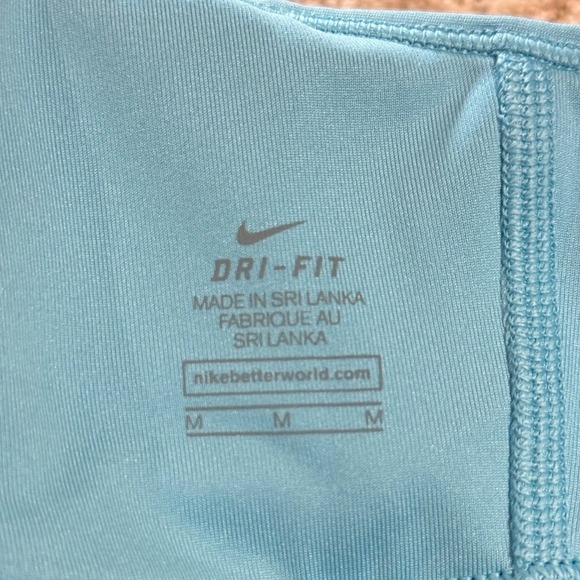 DRI-FIT
MADE IN SRI LANKA
FABRIQUE AU
SRI LANKA
nikebetterworld.com
M M M